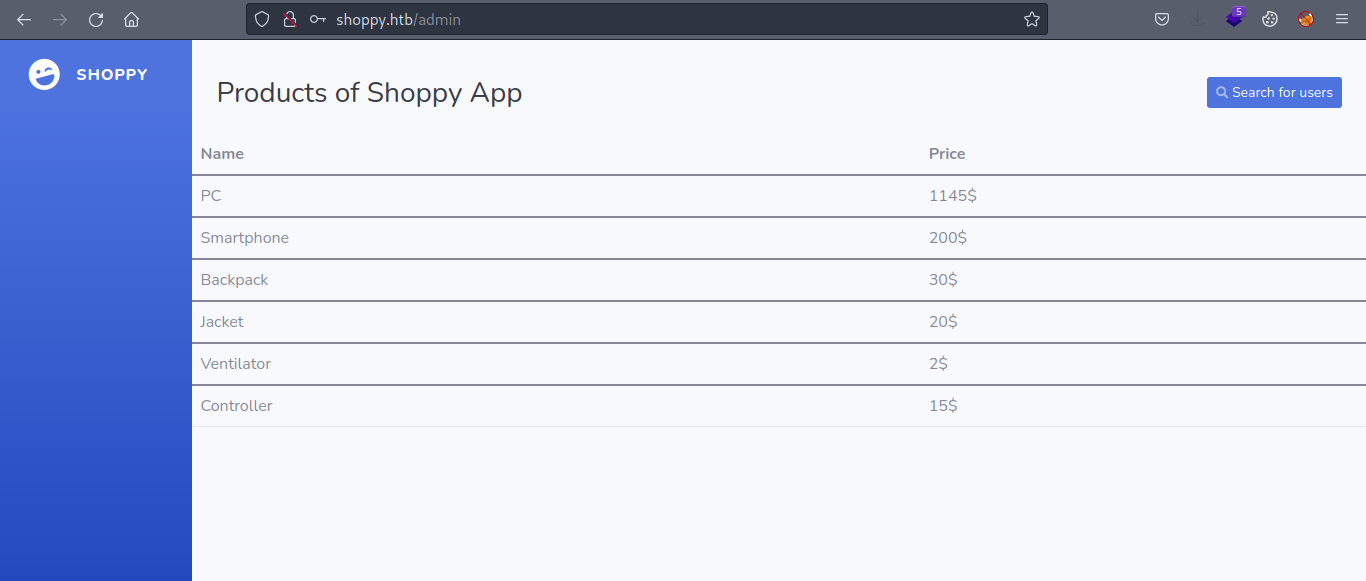 shoppy.htb/admin
5
SHOPPY
Products of Shoppy App
Search for users
Name Price
PC 1145$
Smartphone 200$
Backpack 30$
Jacket 20$
Ventilator 2$
Controller 15$